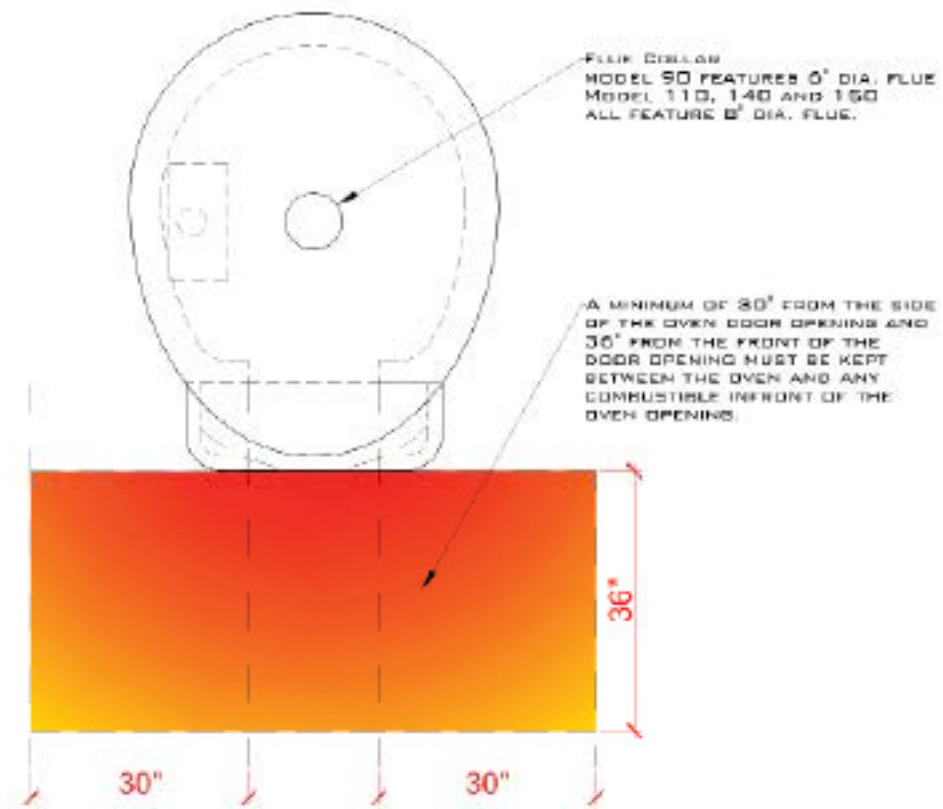 FLUE COLLAR
MODEL 90 FEATURES 6" DIA. FLUE
MODEL 110, 140 AND 160
ALL FEATURE 8" DIA. FLUE.
A MINIMUM OF 30" FROM THE SIDE
OF THE OVEN DOOR OPENING AND
36" FROM THE FRONT OF THE
DOOR OPENING MUST BE KEPT
BETWEEN THE OVEN AND ANY
COMBUSTIBLE INFRONT OF THE
OVEN OPENING.
36"
30"
30"